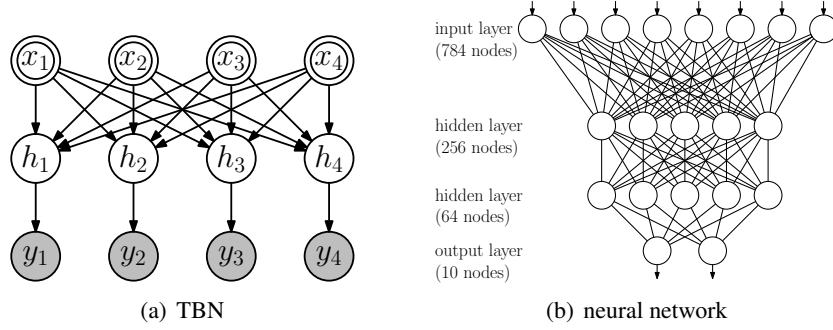 x₁ x₂ x₃ x₄
h₁ h₂ h₃ h₄
y₁ y₂ y₃ y₄
(a) TBN
input layer
(784 nodes)
hidden layer
(256 nodes)
hidden layer
(64 nodes)
output layer
(10 nodes)
(b) neural network